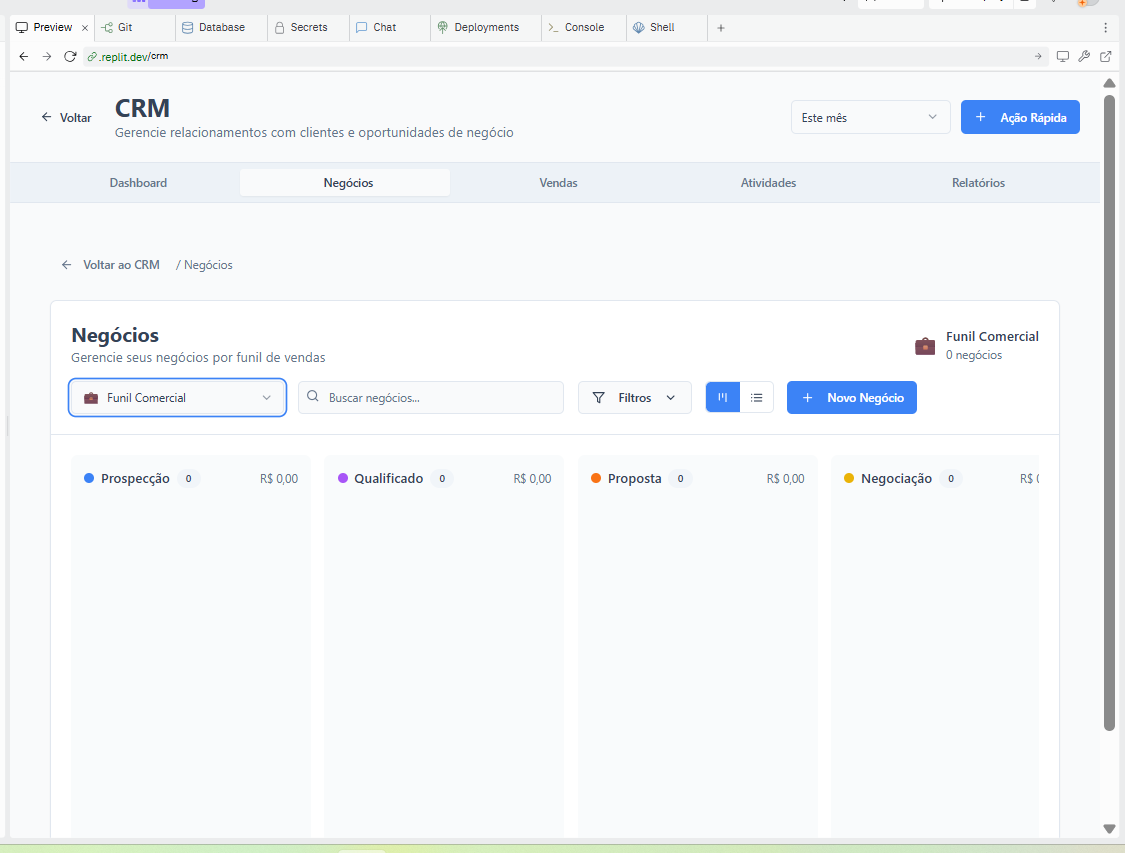 Preview
Git
Database
Secrets
Chat
Deployments
Console
Shell
.replit.dev/crm
Voltar
CRM
Gerencie relacionamentos com clientes e oportunidades de negócio
Este mês
Ação Rápida
Dashboard
Negócios
Vendas
Atividades
Relatórios
Voltar ao CRM / Negócios
Negócios
Gerencie seus negócios por funil de vendas
Funil Comercial
0 negócios
Funil Comercial
Buscar negócios...
Filtros
Novo Negócio
Prospecção 0 R$ 0,00
Qualificado 0 R$ 0,00
Proposta 0 R$ 0,00
Negociação 0 R$